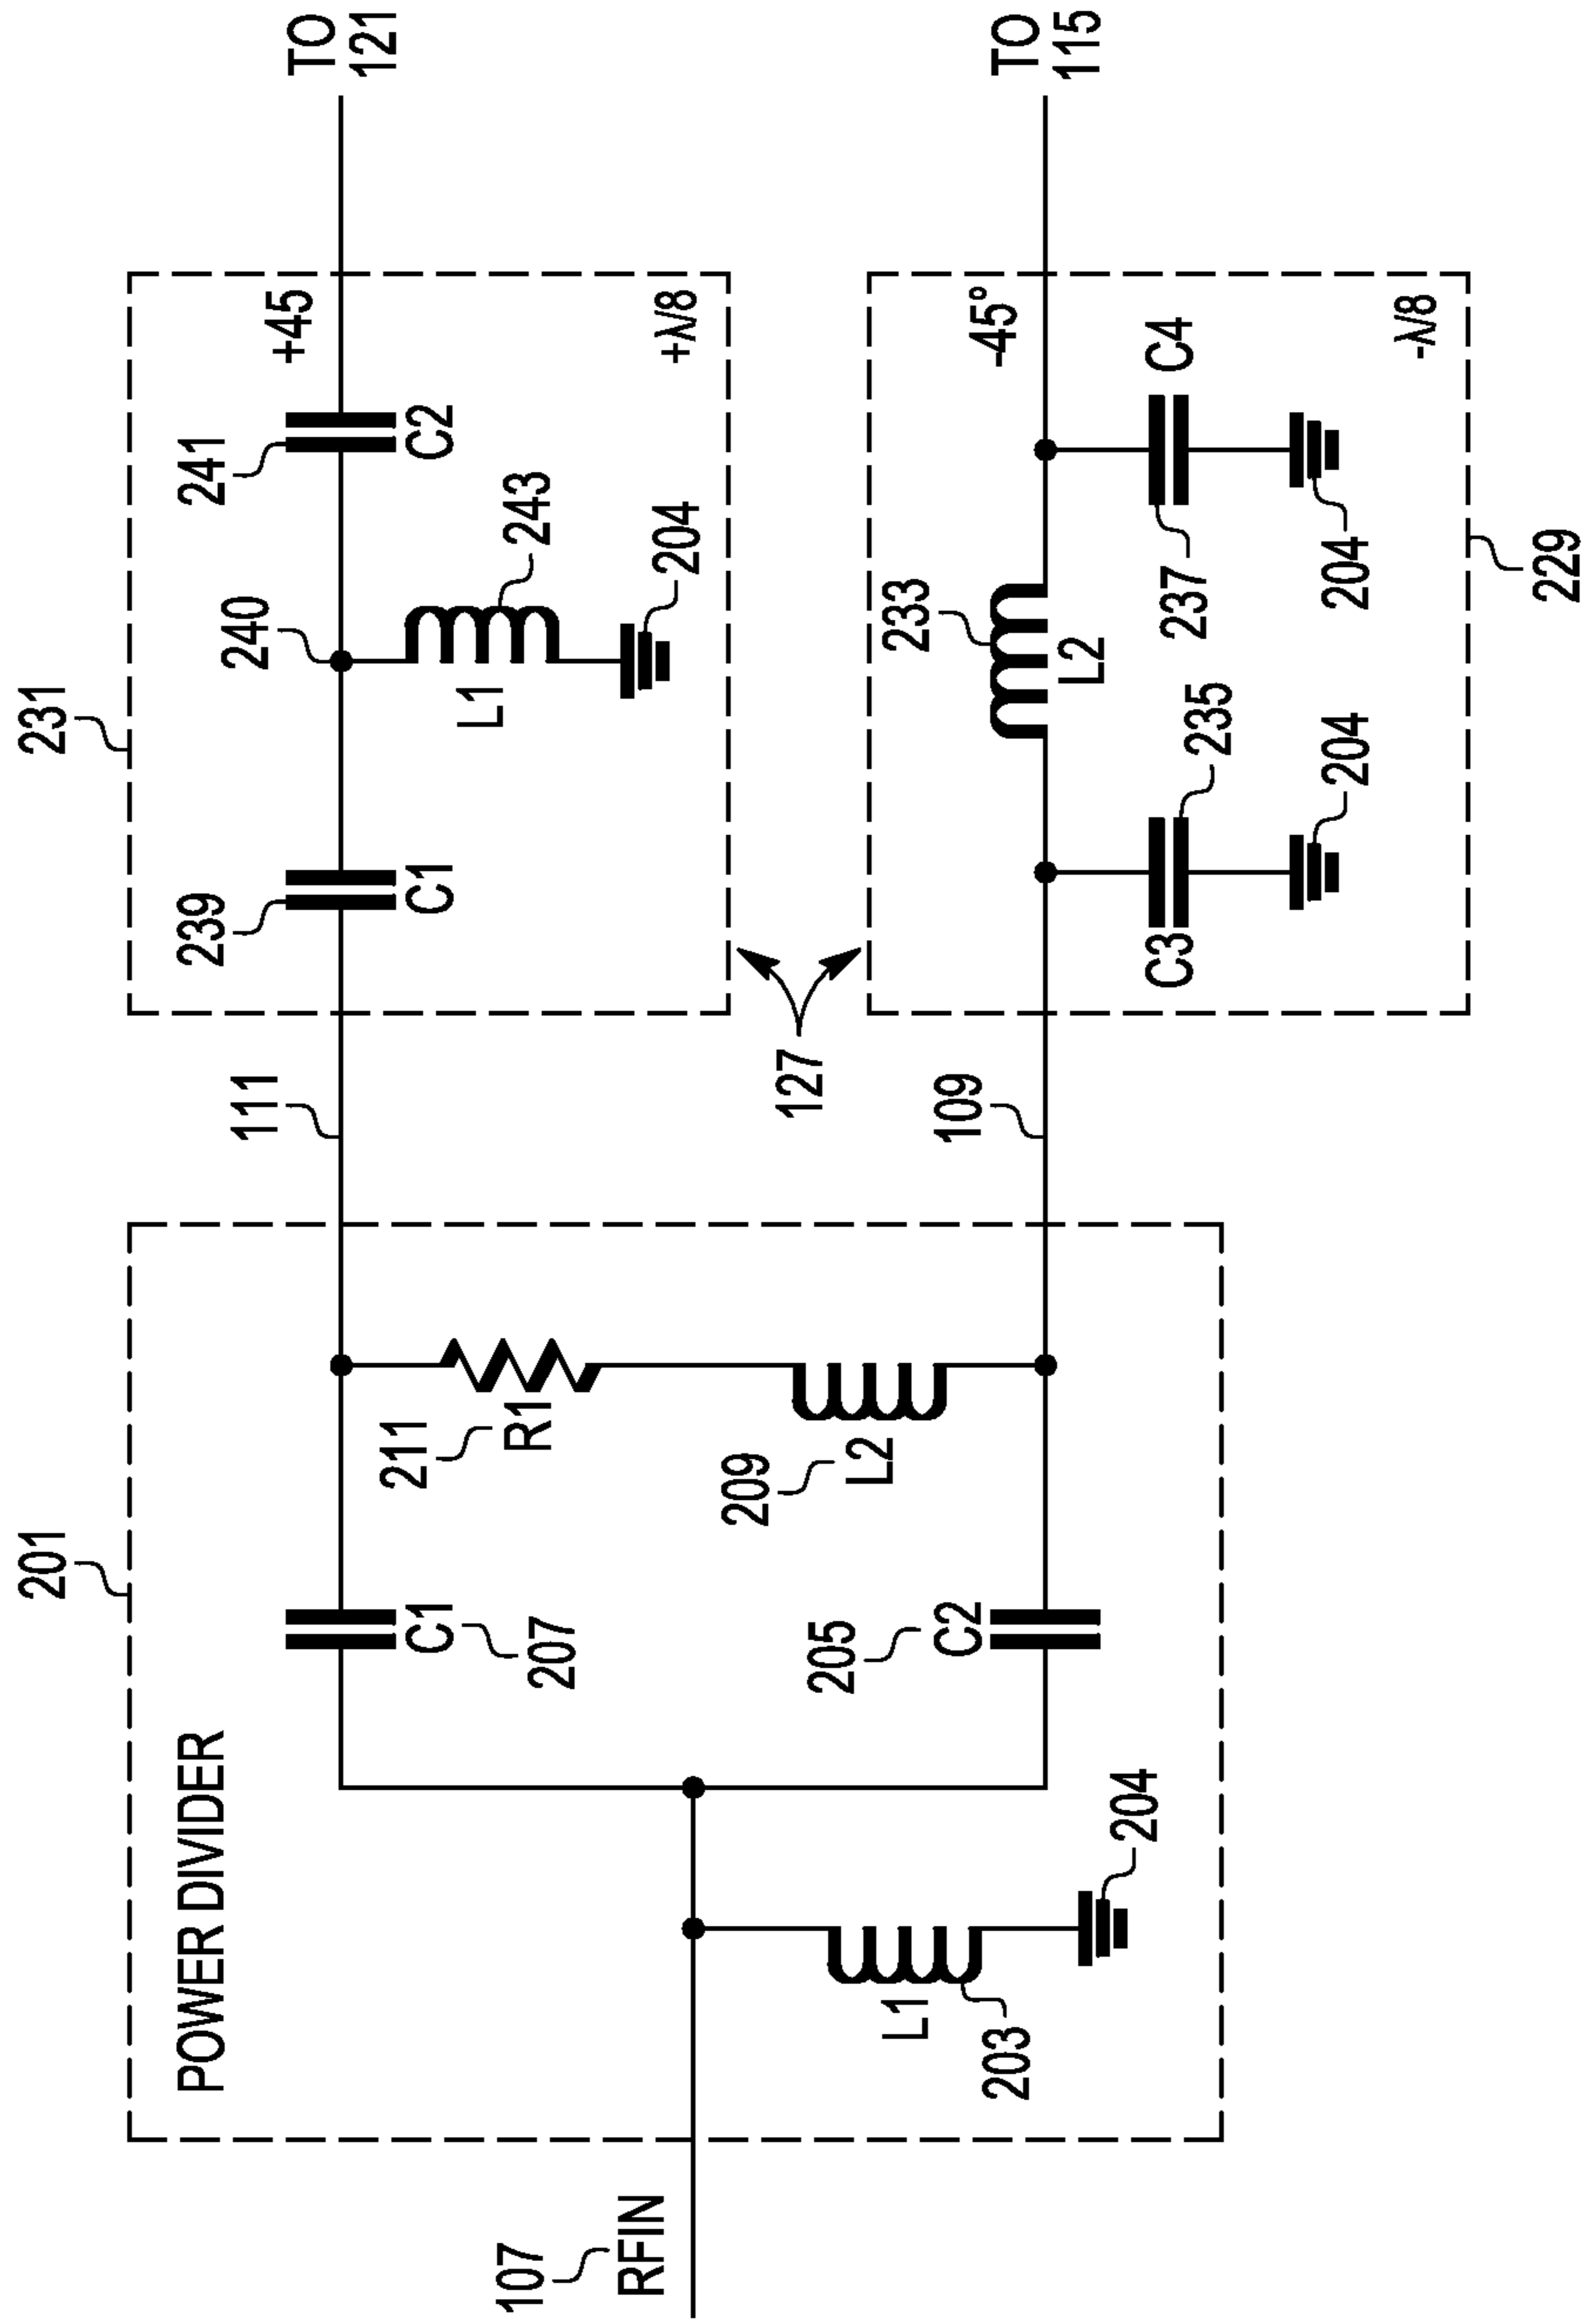 201
POWER DIVIDER
107
RFIN
L1
203
204
C1
207
205
C2
211
R1
209
L2
111
109
127
231
239
C1
240
241
C2
+45
L1
243
204
+λ/8
TO
121
233
L2
-45°
C3
235
204
237
C4
204
-λ/8
229
TO
115